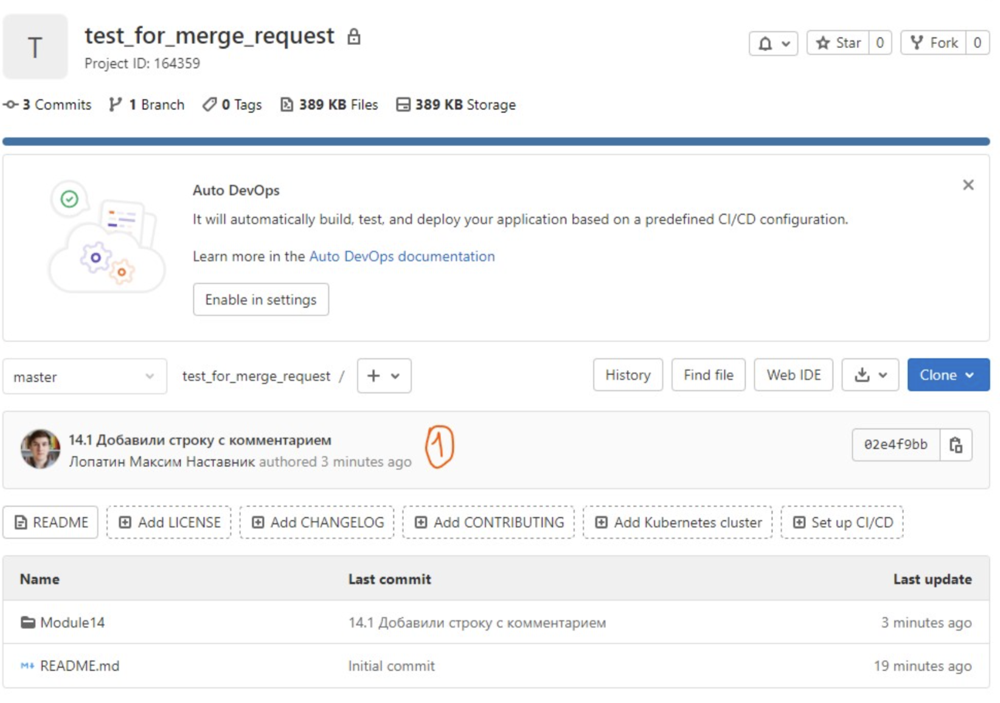 T
test_for_merge_request
Project ID: 164359
Star 0
Fork 0
3 Commits 1 Branch 0 Tags 389 KB Files 389 KB Storage
Auto DevOps
It will automatically build, test, and deploy your application based on a predefined CI/CD configuration.
Learn more in the Auto DevOps documentation
Enable in settings
master test_for_merge_request / + History Find file Web IDE Clone
14.1 Добавили строку с комментарием
Лопатин Максим Наставник authored 3 minutes ago
1
02e4f9bb
README Add LICENSE Add CHANGELOG Add CONTRIBUTING Add Kubernetes cluster Set up CI/CD
Name Last commit Last update
Module14 14.1 Добавили строку с комментарием 3 minutes ago
README.md Initial commit 19 minutes ago